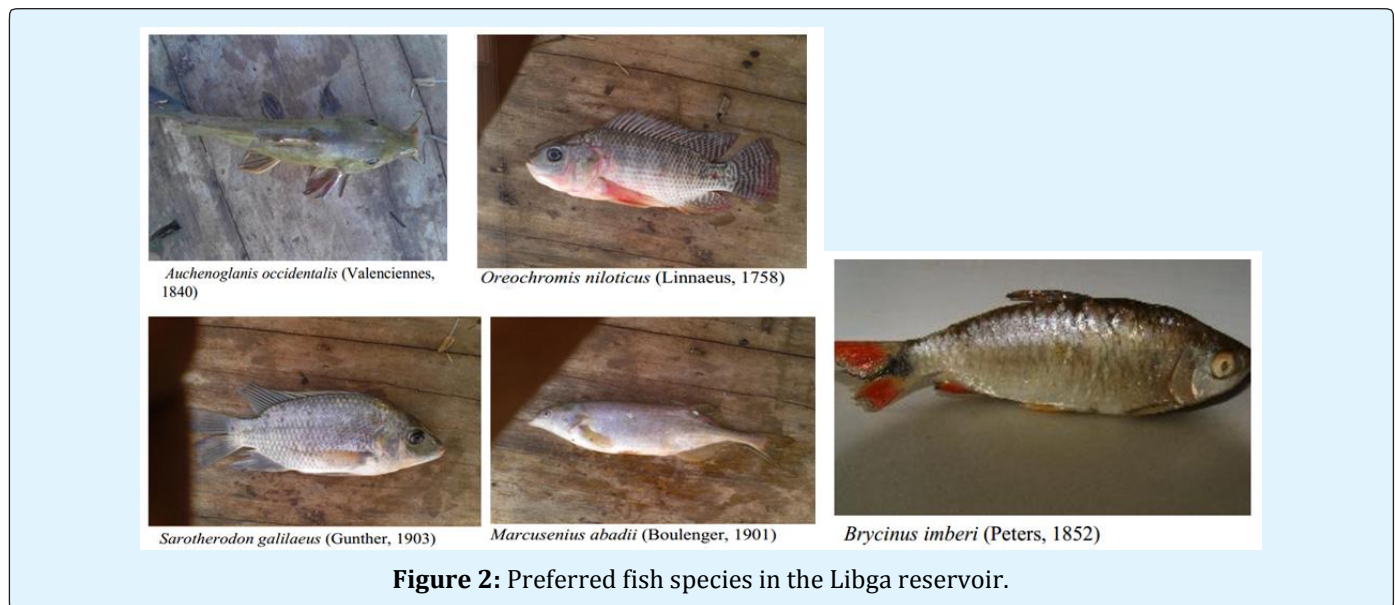 Auchenoglanis occidentalis (Valenciennes,
1840)
Oreochromis niloticus (Linnaeus, 1758)
Sarotherodon galilaeus (Gunther, 1903)
Marcusenius abadii (Boulenger, 1901)
Brycinus imberi (Peters, 1852)
Figure 2: Preferred fish species in the Libga reservoir.